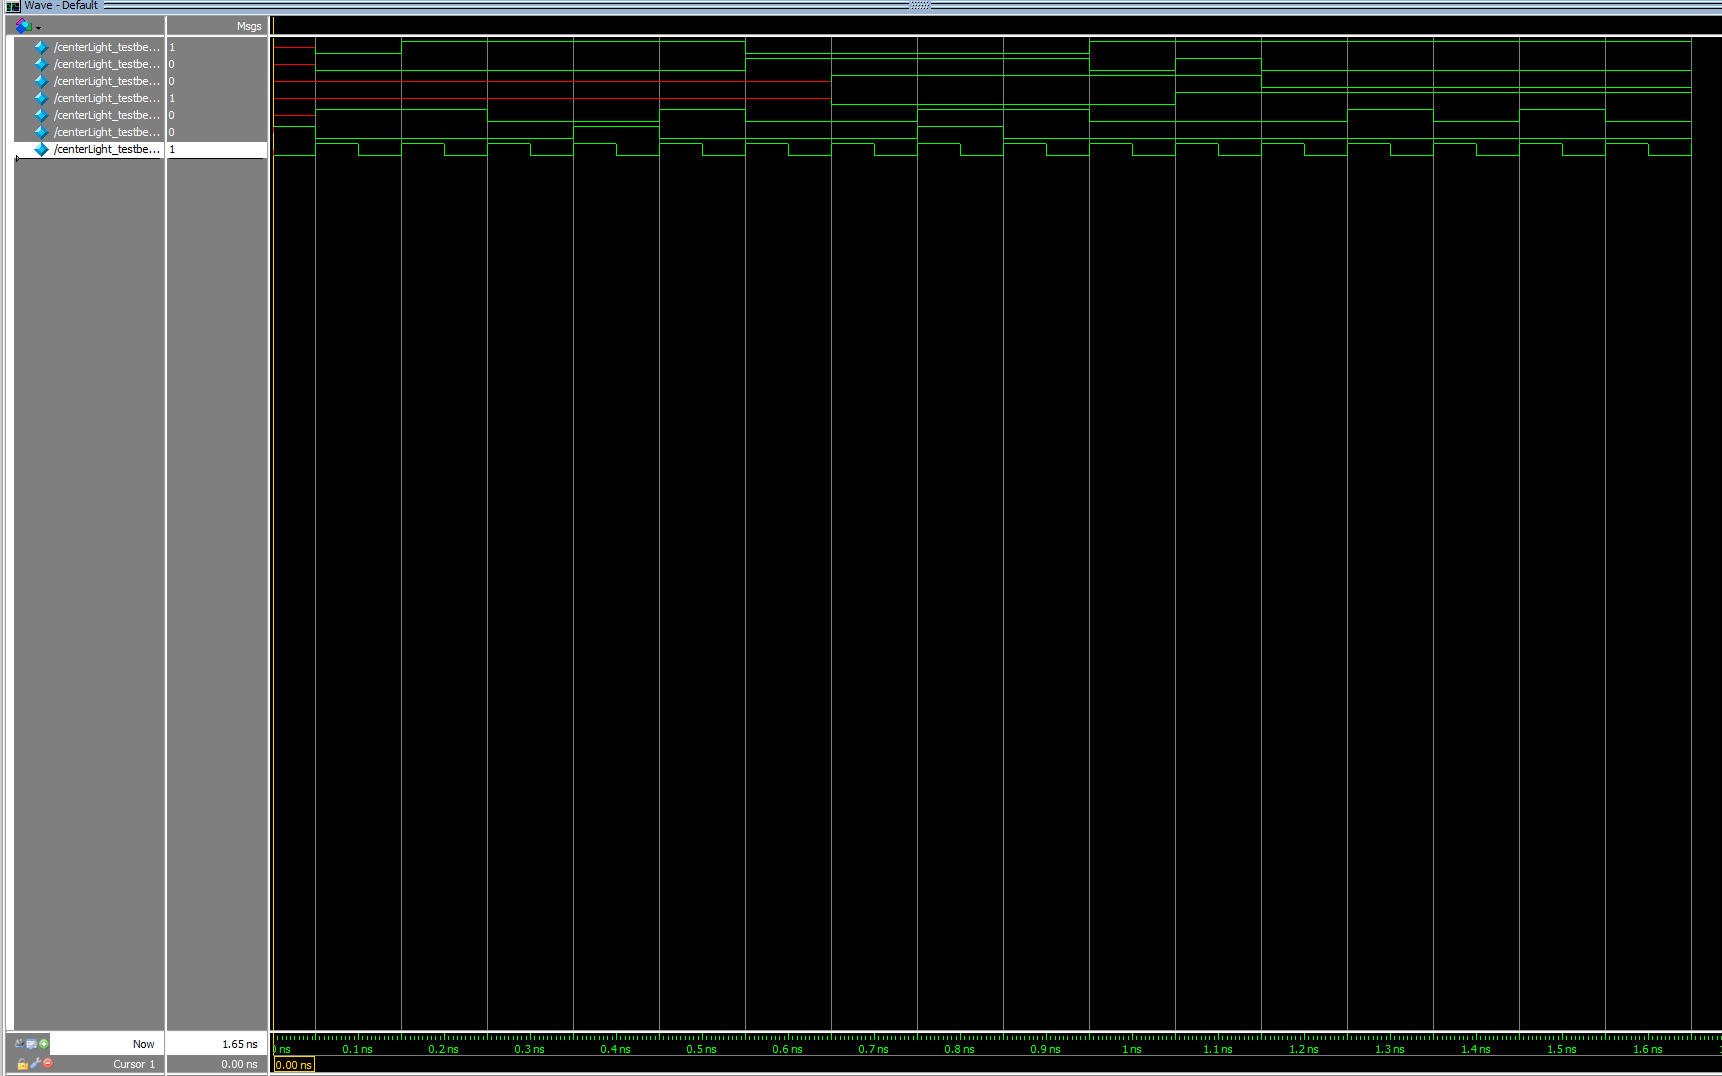 Wave - Default
Msgs
/centerLight_testbe... 1
/centerLight_testbe... 0
/centerLight_testbe... 0
/centerLight_testbe... 1
/centerLight_testbe... 0
/centerLight_testbe... 0
/centerLight_testbe... 1
Now 1.65 ns
ns 0.1 ns 0.2 ns 0.3 ns 0.4 ns 0.5 ns 0.6 ns 0.7 ns 0.8 ns 0.9 ns 1 ns 1.1 ns 1.2 ns 1.3 ns 1.4 ns 1.5 ns 1.6 ns
Cursor 1 0.00 ns 0.00 ns